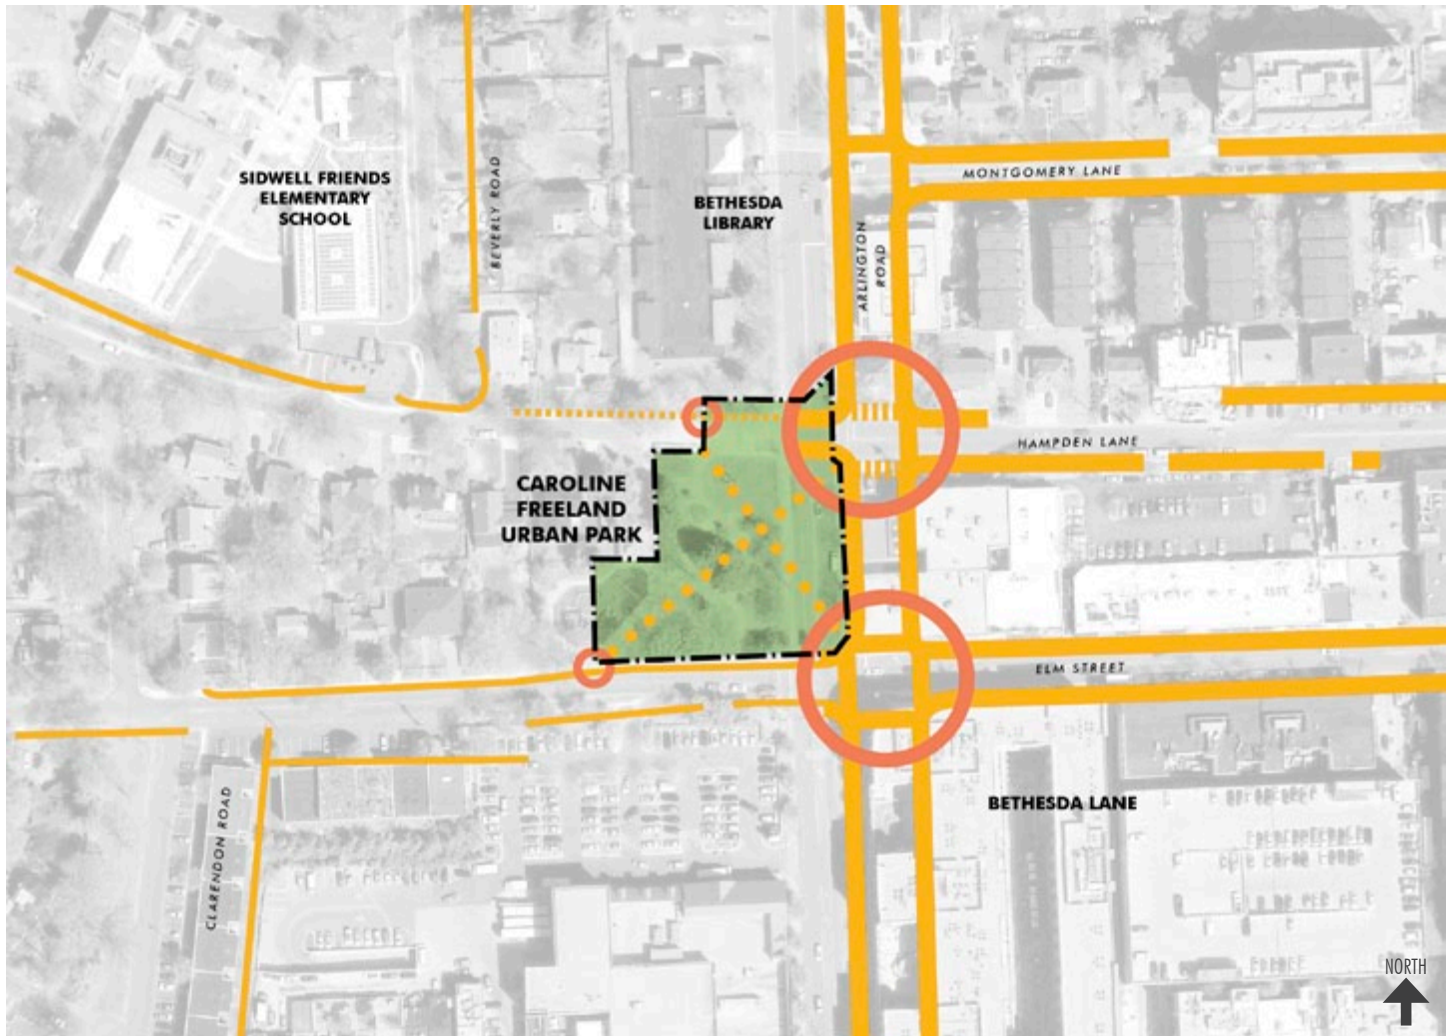 SIDWELL FRIENDS
ELEMENTARY
SCHOOL
BEVERLY ROAD
BETHESDA
LIBRARY
ARLINGTON
ROAD
MONTGOMERY LANE
HAMPDEN LANE
CAROLINE
FREELAND
URBAN PARK
ELM STREET
BETHESDA LANE
CLARENDON ROAD
NORTH